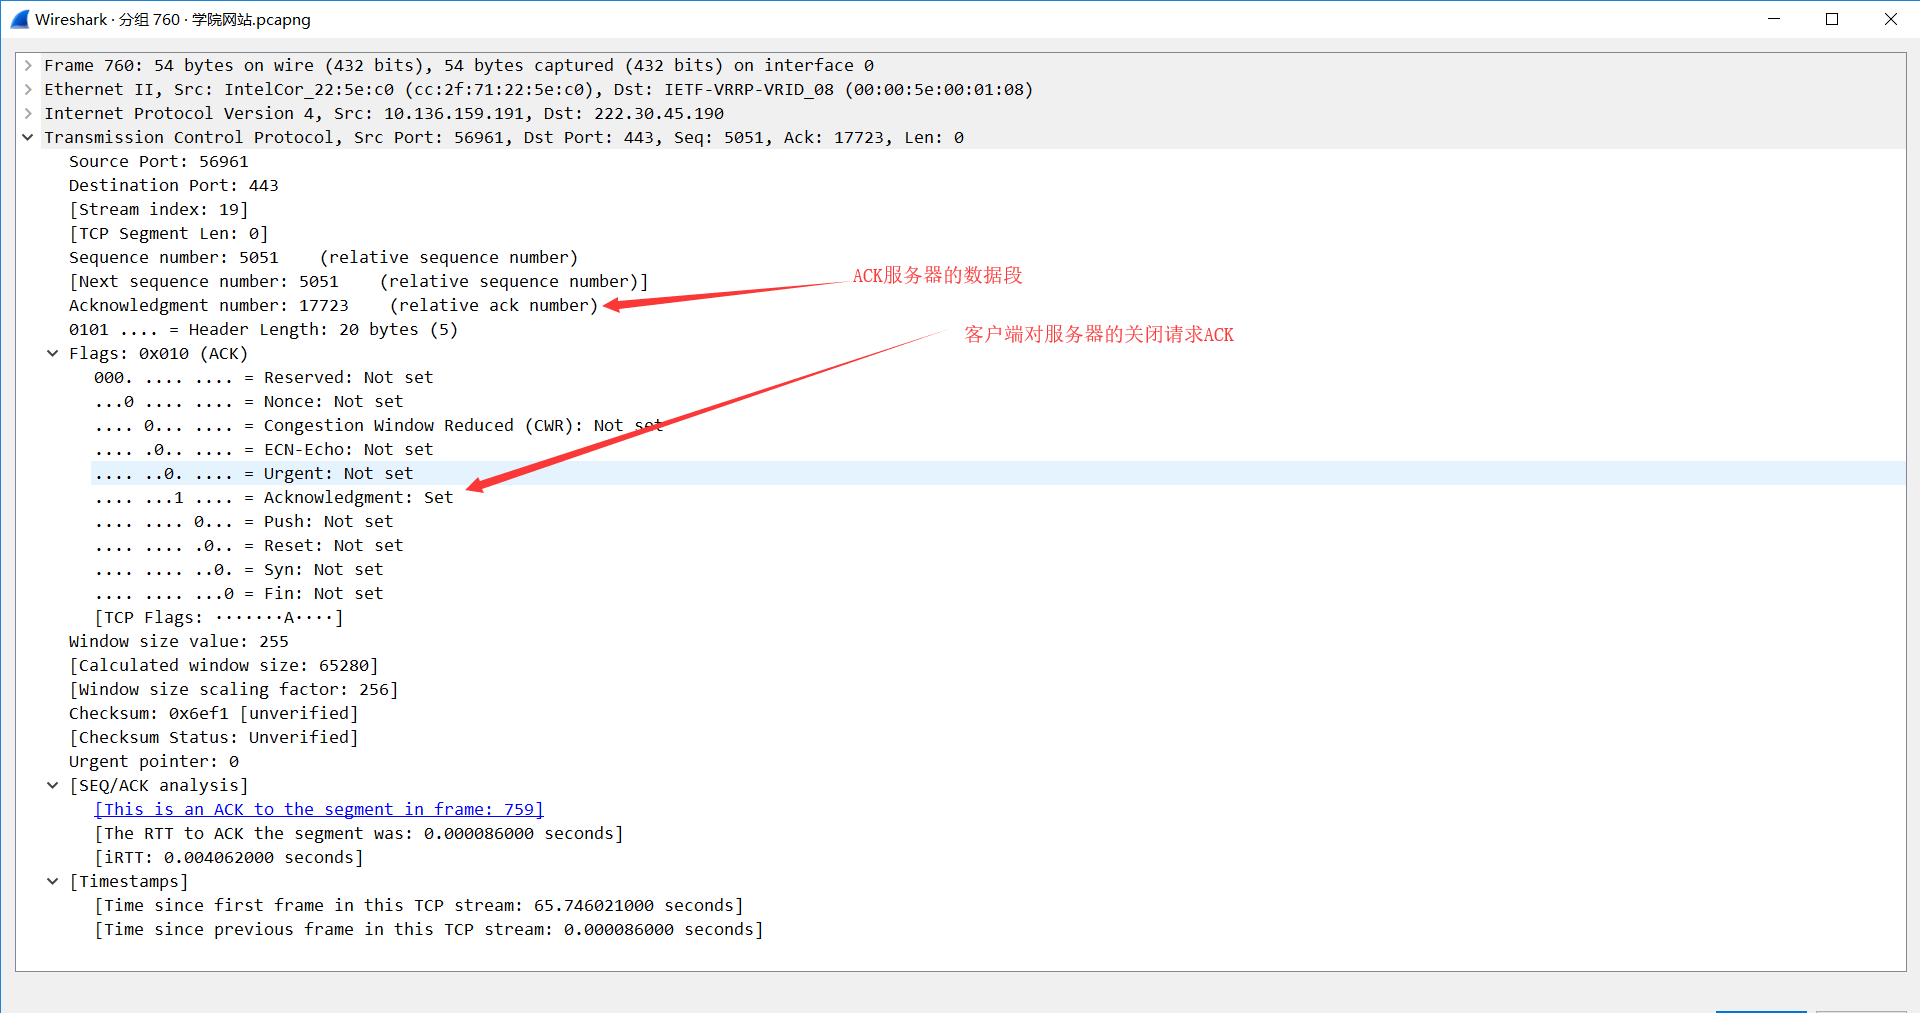 Wireshark · 分组 760 · 学院网站.pcapng
Frame 760: 54 bytes on wire (432 bits), 54 bytes captured (432 bits) on interface 0
Ethernet II, Src: IntelCor_22:5e:c0 (cc:2f:71:22:5e:c0), Dst: IETF-VRRP-VRID_08 (00:00:5e:00:01:08)
Internet Protocol Version 4, Src: 10.136.159.191, Dst: 222.30.45.190
Transmission Control Protocol, Src Port: 56961, Dst Port: 443, Seq: 5051, Ack: 17723, Len: 0
Source Port: 56961
Destination Port: 443
[Stream index: 19]
[TCP Segment Len: 0]
Sequence number: 5051    (relative sequence number)
[Next sequence number: 5051    (relative sequence number)]
ACK服务器的数据段
Acknowledgment number: 17723    (relative ack number)
0101 .... = Header Length: 20 bytes (5)
客户端对服务器的关闭请求ACK
Flags: 0x010 (ACK)
000. .... .... = Reserved: Not set
...0 .... .... = Nonce: Not set
.... 0... .... = Congestion Window Reduced (CWR): Not set
.... .0.. .... = ECN-Echo: Not set
.... ..0. .... = Urgent: Not set
.... ...1 .... = Acknowledgment: Set
.... .... 0... = Push: Not set
.... .... .0.. = Reset: Not set
.... .... ..0. = Syn: Not set
.... .... ...0 = Fin: Not set
[TCP Flags: ·······A····]
Window size value: 255
[Calculated window size: 65280]
[Window size scaling factor: 256]
Checksum: 0x6ef1 [unverified]
[Checksum Status: Unverified]
Urgent pointer: 0
[SEQ/ACK analysis]
[This is an ACK to the segment in frame: 759]
[The RTT to ACK the segment was: 0.000086000 seconds]
[iRTT: 0.004062000 seconds]
[Timestamps]
[Time since first frame in this TCP stream: 65.746021000 seconds]
[Time since previous frame in this TCP stream: 0.000086000 seconds]